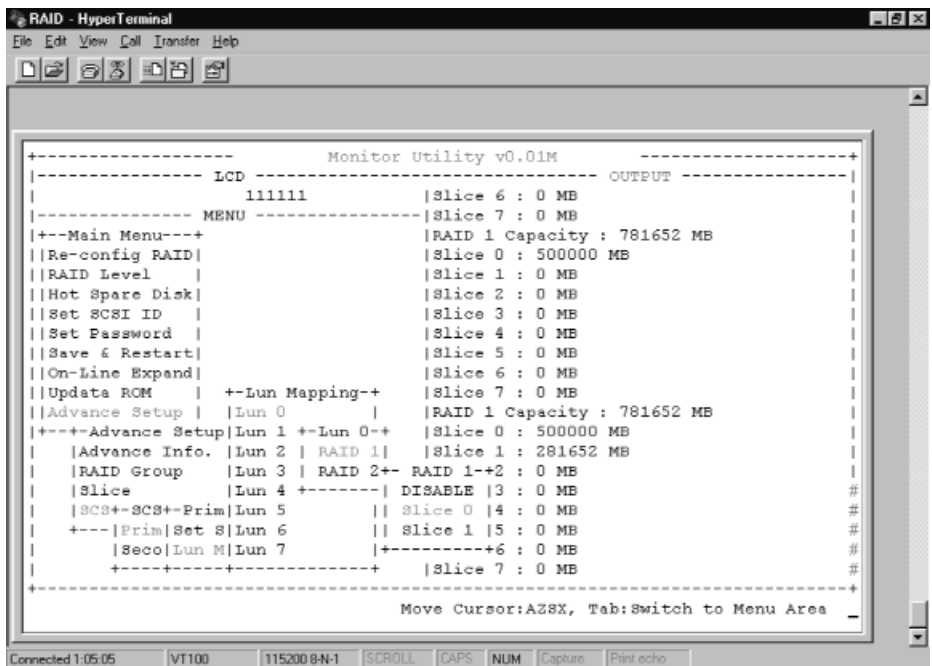 RAID - HyperTerminal
File Edit View Call Transfer Help
+-------------------- Monitor Utility v0.01M --------------------+
|---------------- LCD --------------------------------- OUTPUT ----------------|
| 111111 |Slice 6 : 0 MB
|--------------- MENU ----------------|Slice 7 : 0 MB
|+--Main Menu---+ |RAID 1 Capacity : 781652 MB
||Re-config RAID| |Slice 0 : 500000 MB
||RAID Level | |Slice 1 : 0 MB
||Hot Spare Disk| |Slice 2 : 0 MB
||Set SCSI ID | |Slice 3 : 0 MB
||Set Password | |Slice 4 : 0 MB
||Save & Restart| |Slice 5 : 0 MB
||On-Line Expand| |Slice 6 : 0 MB
||Updata ROM | +-Lun Mapping-+ |Slice 7 : 0 MB
||Advance Setup | |Lun 0 | |RAID 1 Capacity : 781652 MB
|+--+-Advance Setup|Lun 1 +-Lun 0-+ |Slice 0 : 500000 MB
| |Advance Info. |Lun 2 | RAID 1| |Slice 1 : 281652 MB
| |RAID Group |Lun 3 | RAID 2+- RAID 1-+2 : 0 MB
| |Slice |Lun 4 +-------| DISABLE |3 : 0 MB #
| |SCS+-SCS+-Prim|Lun 5 || Slice 0 |4 : 0 MB #
| +---|Prim|Set S|Lun 6 || Slice 1 |5 : 0 MB #
| |Seco|Lun M|Lun 7 |+----------+6 : 0 MB #
| +----+-----+-------------+ |Slice 7 : 0 MB #
+------------------------------------------------------------------------------+
Move Cursor:AZSX, Tab:Switch to Menu Area _
Connected 1:05:05 VT100 115200 8-N-1 SCROLL CAPS NUM Capture Print echo